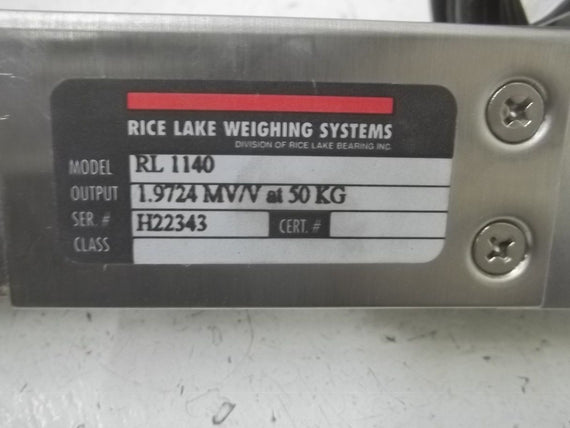 RICE LAKE WEIGHING SYSTEMS
DIVISION OF RICE LAKE BEARING INC.
MODEL RL 1140
OUTPUT 1.9724 MV/V at 50 KG
SER. # H22343 CERT. #
CLASS